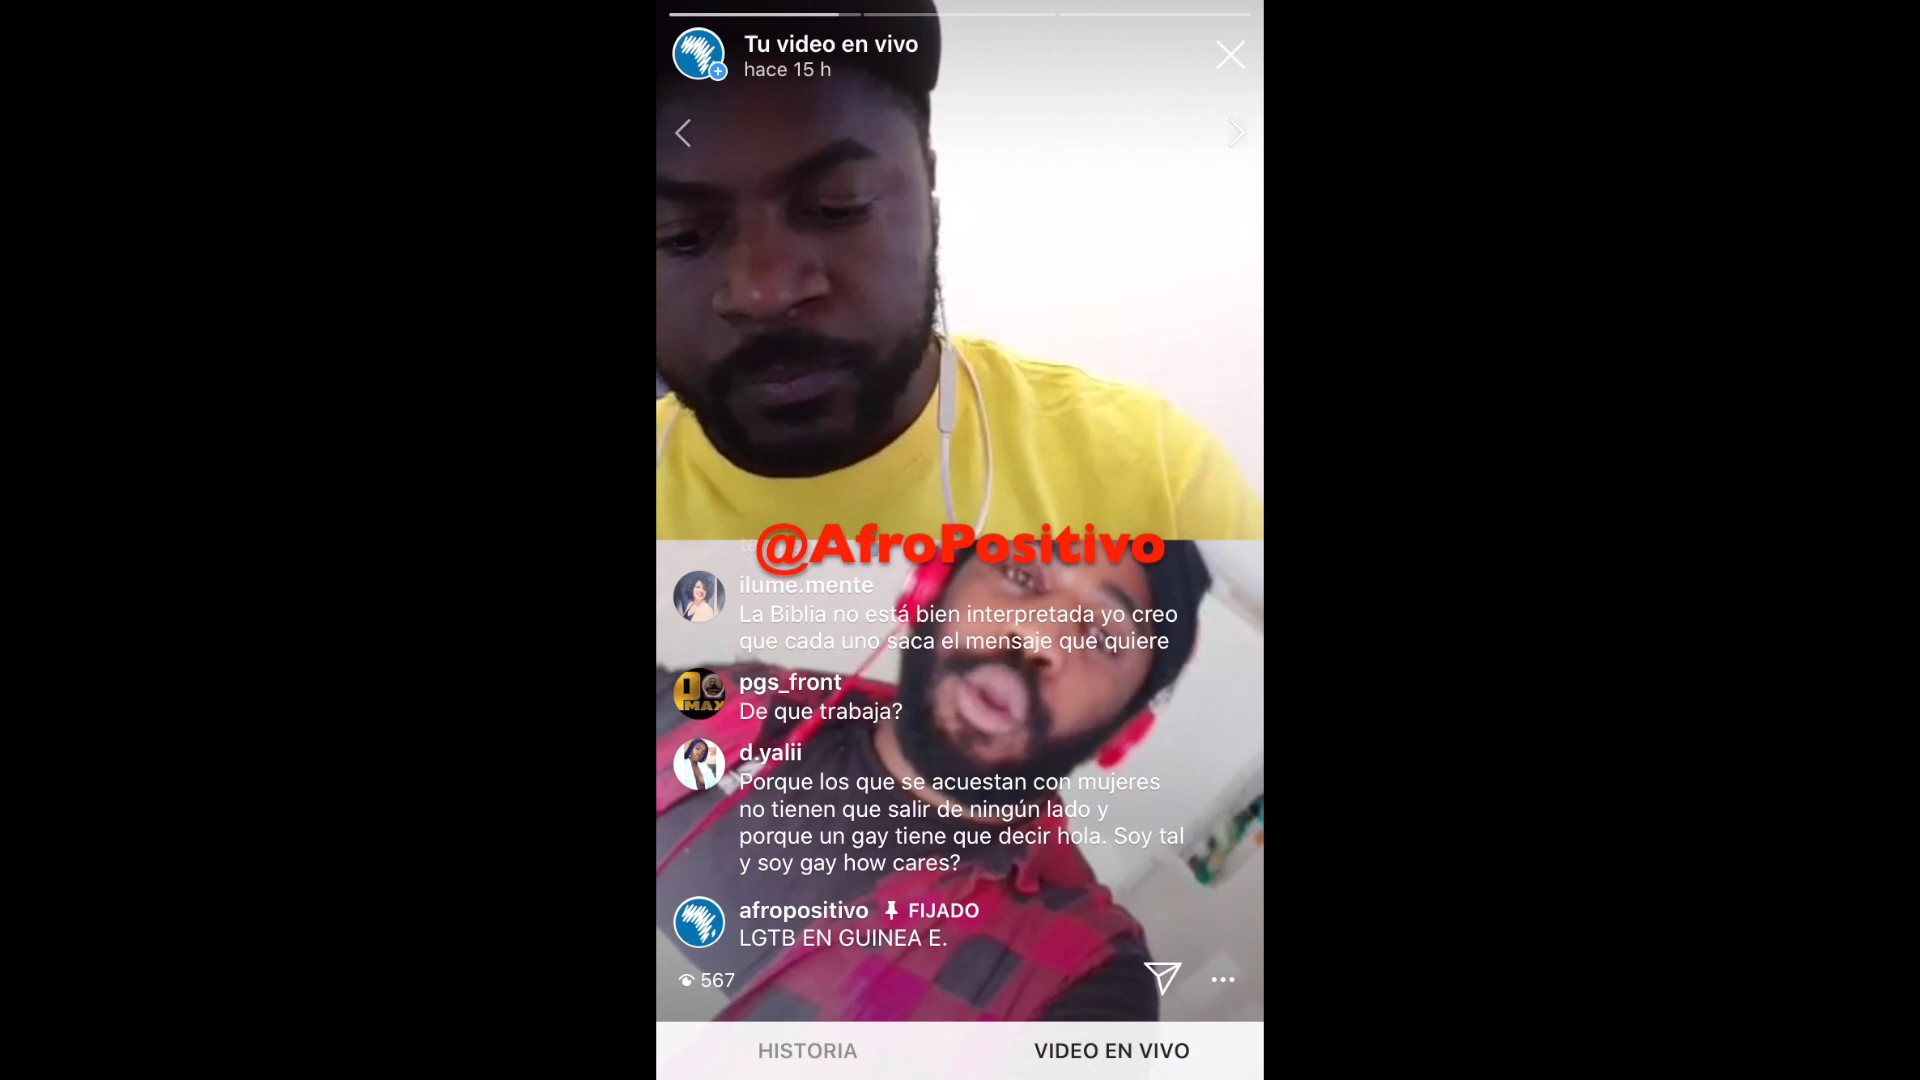 Tu video en vivo
hace 15 h
@AfroPositivo
ilume.mente
La Biblia no está bien interpretada yo creo
que cada uno saca el mensaje que quiere
pgs_front
De que trabaja?
d.yalii
Porque los que se acuestan con mujeres
no tienen que salir de ningún lado y
porque un gay tiene que decir hola. Soy tal
y soy gay how cares?
afropositivo FIJADO
LGTB EN GUINEA E.
567
HISTORIA
VIDEO EN VIVO